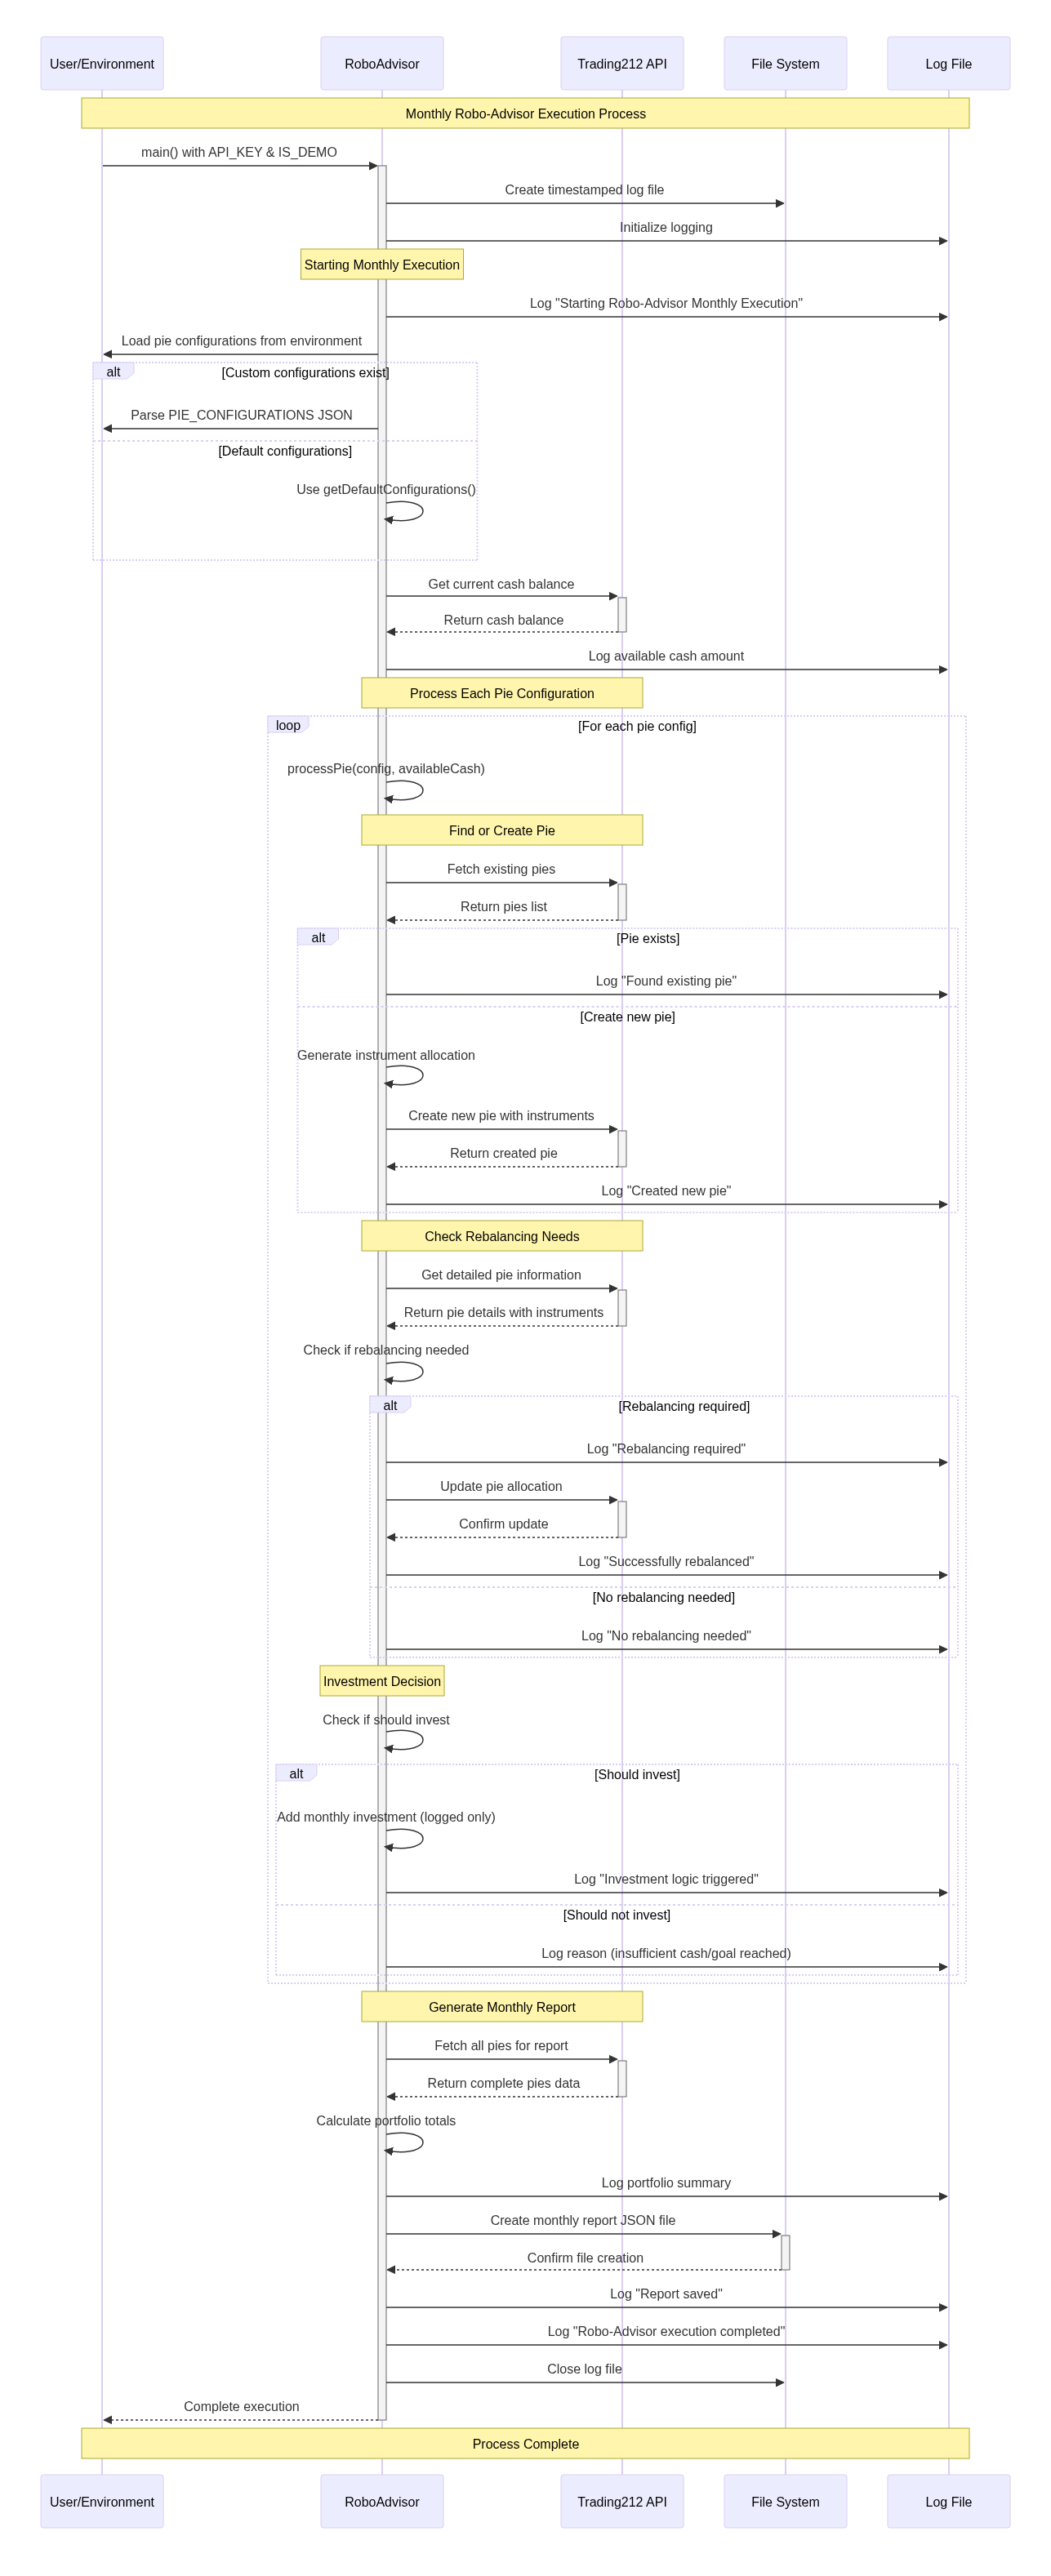 User/Environment
RoboAdvisor
Trading212 API
File System
Log File
Monthly Robo-Advisor Execution Process
main() with API_KEY & IS_DEMO
Create timestamped log file
Initialize logging
Starting Monthly Execution
Log "Starting Robo-Advisor Monthly Execution"
Load pie configurations from environment
alt
[Custom configurations exist]
Parse PIE_CONFIGURATIONS JSON
[Default configurations]
Use getDefaultConfigurations()
Get current cash balance
Return cash balance
Log available cash amount
Process Each Pie Configuration
loop
[For each pie config]
processPie(config, availableCash)
Find or Create Pie
Fetch existing pies
Return pies list
alt
[Pie exists]
Log "Found existing pie"
[Create new pie]
Generate instrument allocation
Create new pie with instruments
Return created pie
Log "Created new pie"
Check Rebalancing Needs
Get detailed pie information
Return pie details with instruments
Check if rebalancing needed
alt
[Rebalancing required]
Log "Rebalancing required"
Update pie allocation
Confirm update
Log "Successfully rebalanced"
[No rebalancing needed]
Log "No rebalancing needed"
Investment Decision
Check if should invest
alt
[Should invest]
Add monthly investment (logged only)
Log "Investment logic triggered"
[Should not invest]
Log reason (insufficient cash/goal reached)
Generate Monthly Report
Fetch all pies for report
Return complete pies data
Calculate portfolio totals
Log portfolio summary
Create monthly report JSON file
Confirm file creation
Log "Report saved"
Log "Robo-Advisor execution completed"
Close log file
Complete execution
Process Complete
User/Environment
RoboAdvisor
Trading212 API
File System
Log File